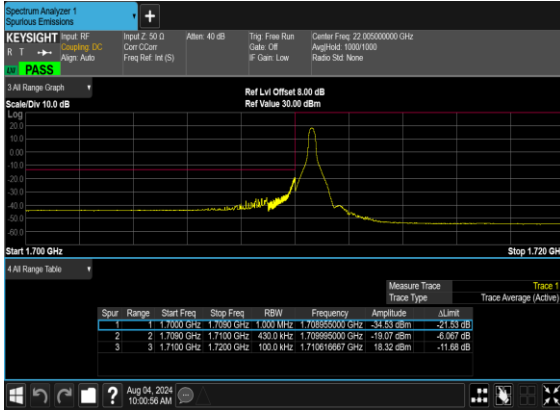 Spectrum Analyzer 1
Spurious Emissions
+
KEYSIGHT Input: RF Input Z: 50 Ω Atten: 40 dB Trig: Free Run Center Freq: 22.005000000 GHz
R T Coupling: DC Corr CCorr Gate: Off Avg|Hold: 1000/1000
Align: Auto Freq Ref: Int (S) IF Gain: Low Radio Std: None
PASS
3 All Range Graph
Ref Lvl Offset 8.00 dB
Scale/Div 10.0 dB Ref Value 30.00 dBm
Log
20.0
10.0
0.00
-10.0
-20.0
-30.0
-40.0
-50.0
-60.0
Start 1.700 GHz Stop 1.720 GH
4 All Range Table
Measure Trace Trace 1
Trace Type Trace Average (Active)
Spur Range Start Freq Stop Freq RBW Frequency Amplitude ΔLimit
1 1 1.7000 GHz 1.7090 GHz 1.000 MHz 1.708955000 GHz -34.53 dBm -21.53 dB
2 2 1.7090 GHz 1.7100 GHz 430.0 kHz 1.709995000 GHz -19.07 dBm -6.067 dB
3 3 1.7100 GHz 1.7200 GHz 100.0 kHz 1.710616667 GHz 18.32 dBm -11.68 dB
? Aug 04, 2024
10:00:56 AM